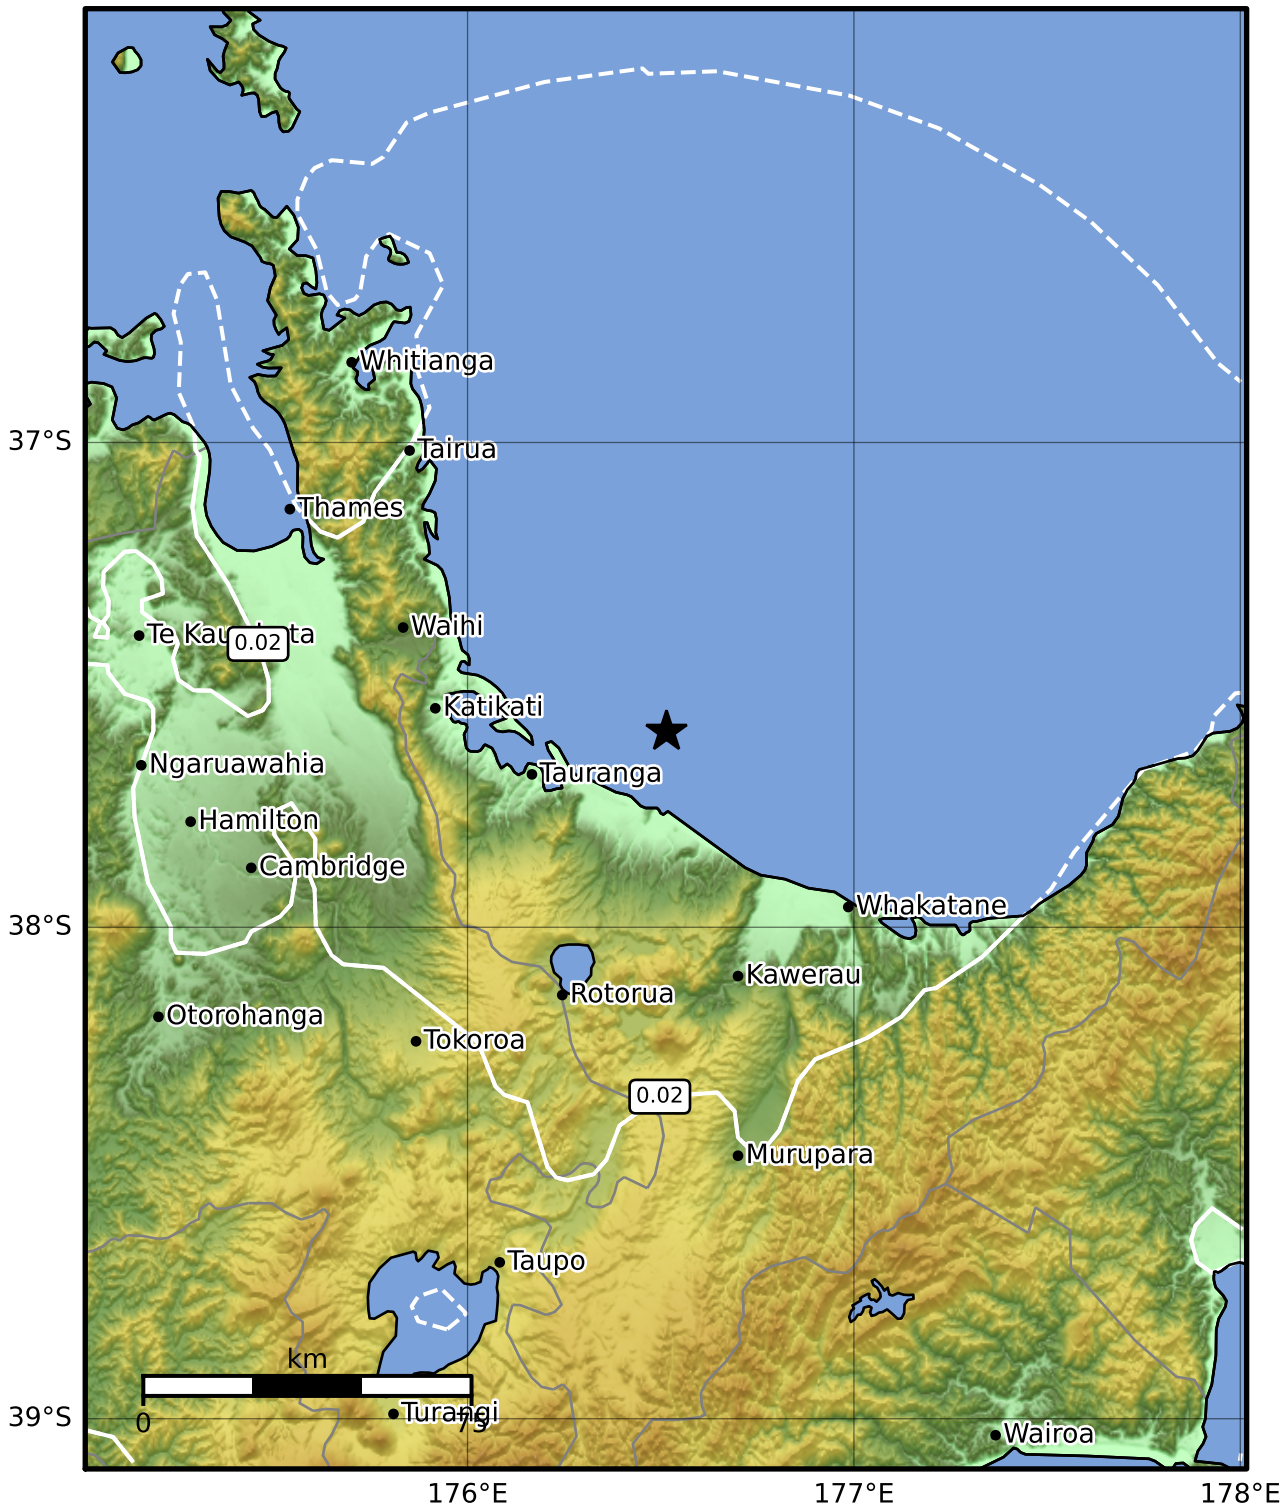 Whitianga
37°S
Tairua
Thames
Waihi
0.02
Katikati
Ngaruawahia
Tauranga
Hamilton
Cambridge
Whakatane
38°S
Kawerau
Rotorua
Otorohanga
Tokoroa
0.02
Murupara
Taupo
km
0
75
Turangi
39°S
Wairoa
176°E
177°E
178°E